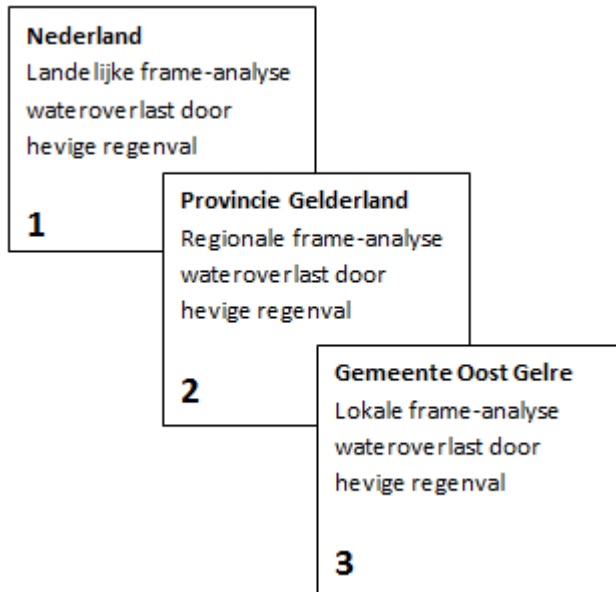 Nederland
Landelijke frame-analyse
wateroverlast door
hevige regenval
1
Provincie Gelderland
Regionale frame-analyse
wateroverlast door
hevige regenval
2
Gemeente Oost Gelre
Lokale frame-analyse
wateroverlast door
hevige regenval
3